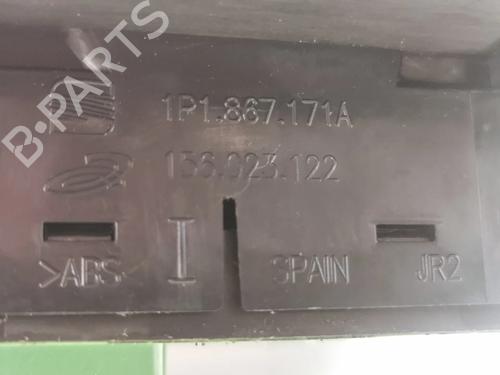 B-PARTS
1P1.867.171A
156.023.122
>ABS<
I
SPAIN
JR2